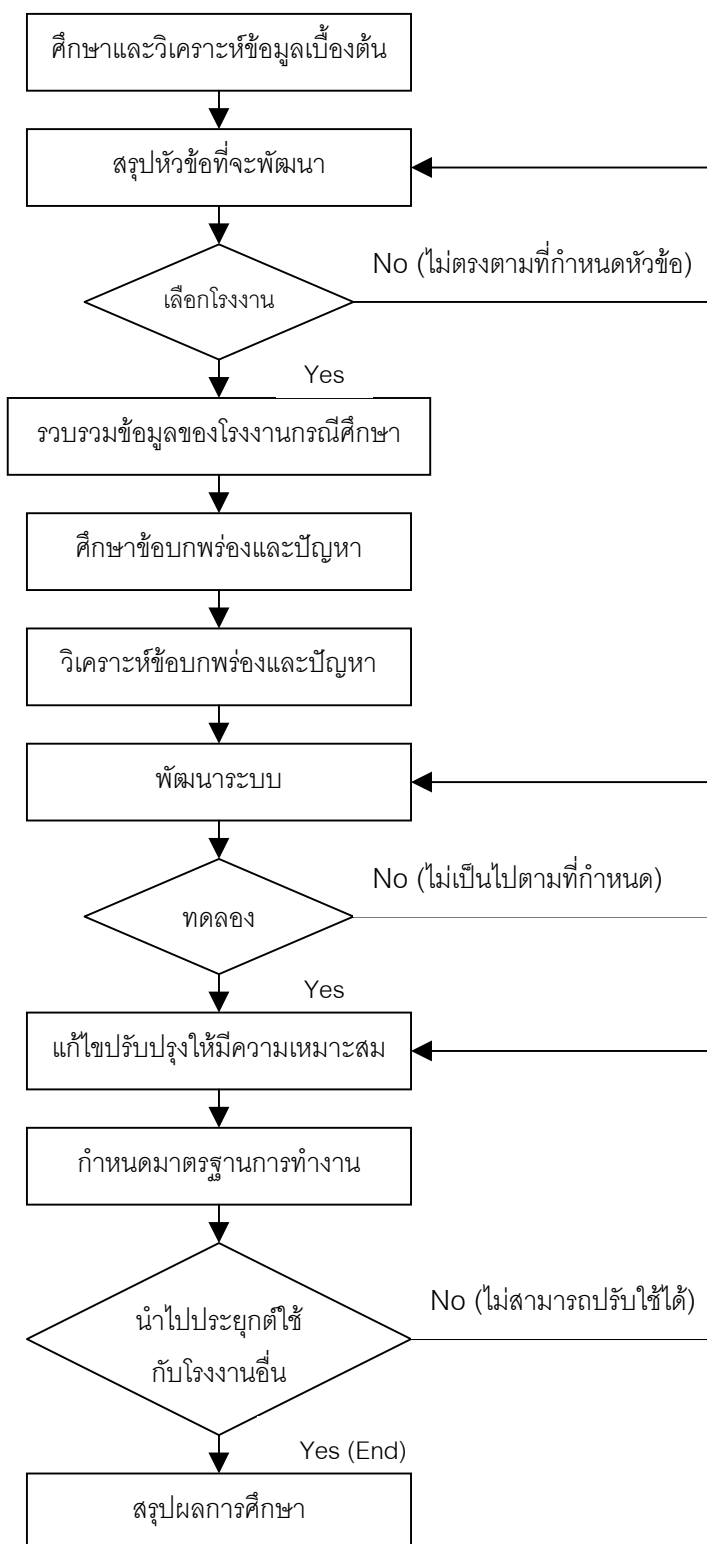 ศึกษาและวิเคราะห์ข้อมูลเบื้องต้น
สรุปหัวข้อที่จะพัฒนา
No (ไม่ตรงตามที่กำหนดหัวข้อ)
เลือกโรงงาน
Yes
รวบรวมข้อมูลของโรงงานกรณีศึกษา
ศึกษาข้อบกพร่องและปัญหา
วิเคราะห์ข้อบกพร่องและปัญหา
พัฒนาระบบ
No (ไม่เป็นไปตามที่กำหนด)
ทดลอง
Yes
แก้ไขปรับปรุงให้มีความเหมาะสม
กำหนดมาตรฐานการทำงาน
No (ไม่สามารถปรับใช้ได้)
นำไปประยุกต์ใช้
กับโรงงานอื่น
Yes (End)
สรุปผลการศึกษา